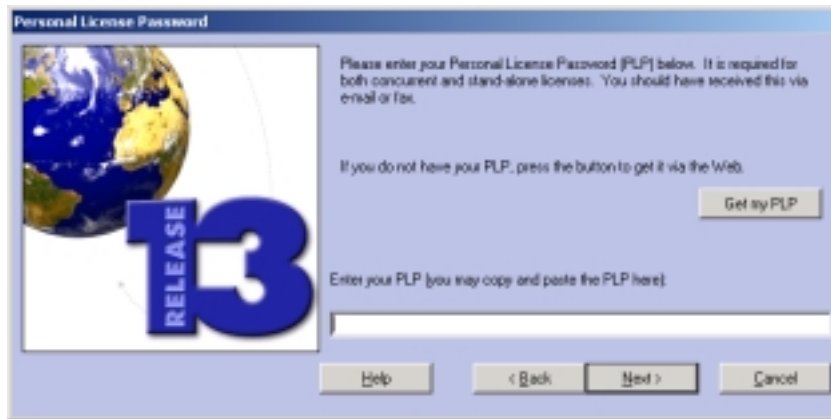 Personal License Password
Please enter your Personal License Password (PLP) below. It is required for
both concurrent and stand-alone licenses. You should have received this via
e-mail or fax.
If you do not have your PLP, press the button to get it via the Web.
Get my PLP
RELEASE
13
Enter your PLP (you may copy and paste the PLP here):
Help
< Back
Next >
Cancel